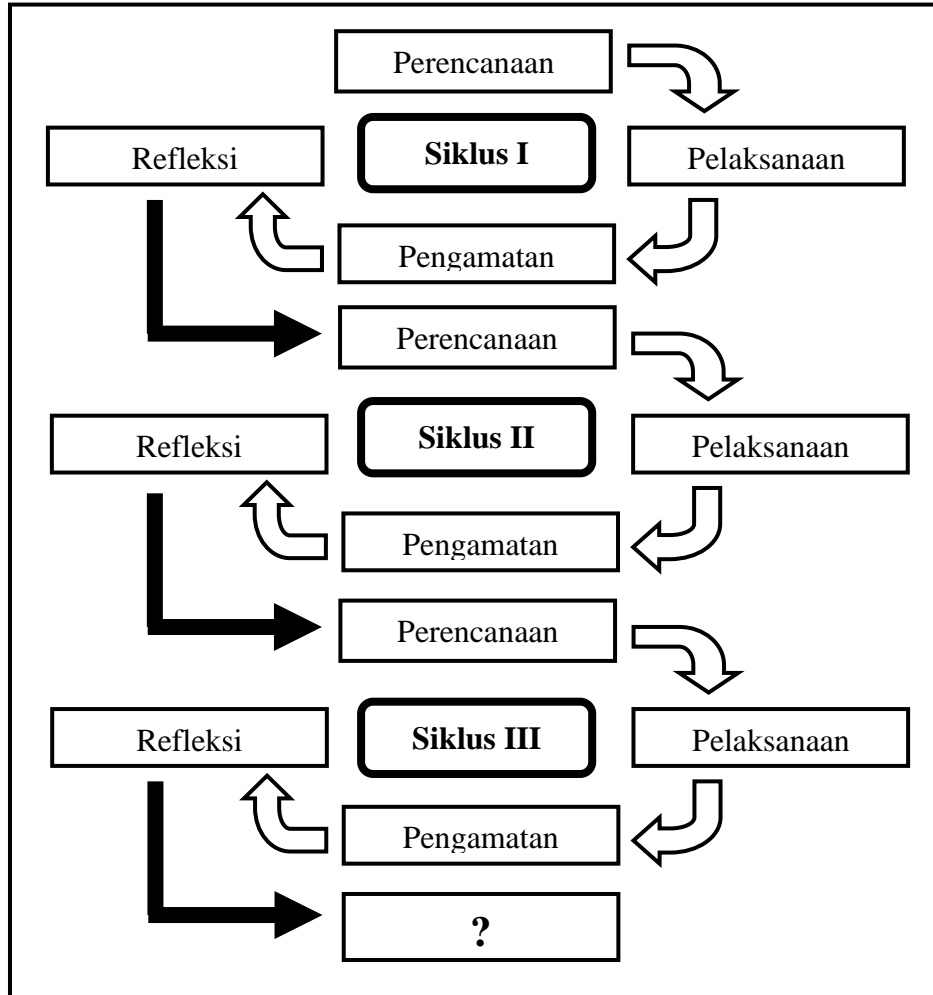 Perencanaan
Refleksi
Siklus I
Pelaksanaan
Pengamatan
Perencanaan
Refleksi
Siklus II
Pelaksanaan
Pengamatan
Perencanaan
Refleksi
Siklus III
Pelaksanaan
Pengamatan
?